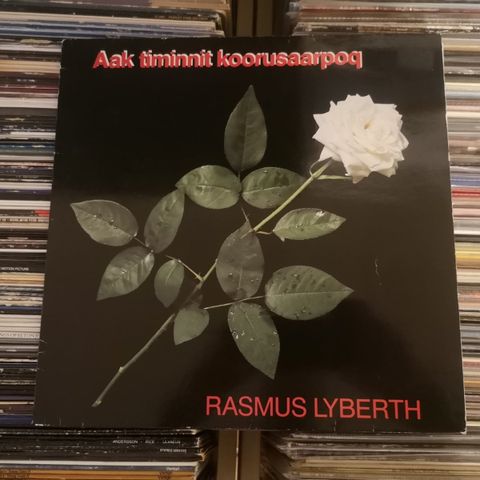 Aak timinnit koorusaarpoq
RASMUS LYBERTH